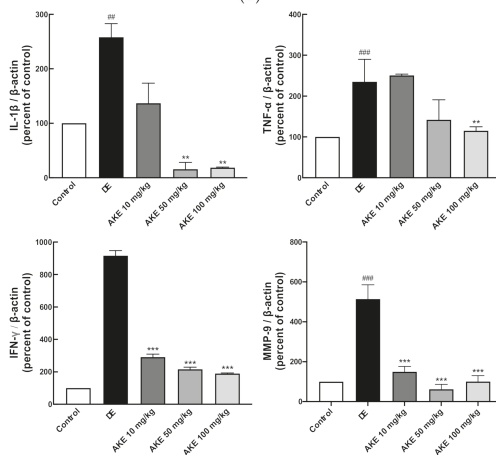 IL-1β / β-actin
(percent of control)
300
200
100
0
##
**
**
Control
DE
AKE 10 mg/kg
AKE 50 mg/kg
AKE 100 mg/kg
TNF-α / β-actin
(percent of control)
400
300
200
100
0
###
**
Control
DE
AKE 10 mg/kg
AKE 50 mg/kg
AKE 100 mg/kg
IFN-γ / β-actin
(percent of control)
1000
800
600
400
200
0
***
***
***
Control
DE
AKE 10 mg/kg
AKE 50 mg/kg
AKE 100 mg/kg
MMP-9 / β-actin
(percent of control)
800
600
400
200
0
###
***
***
***
Control
DE
AKE 10 mg/kg
AKE 50 mg/kg
AKE 100 mg/kg